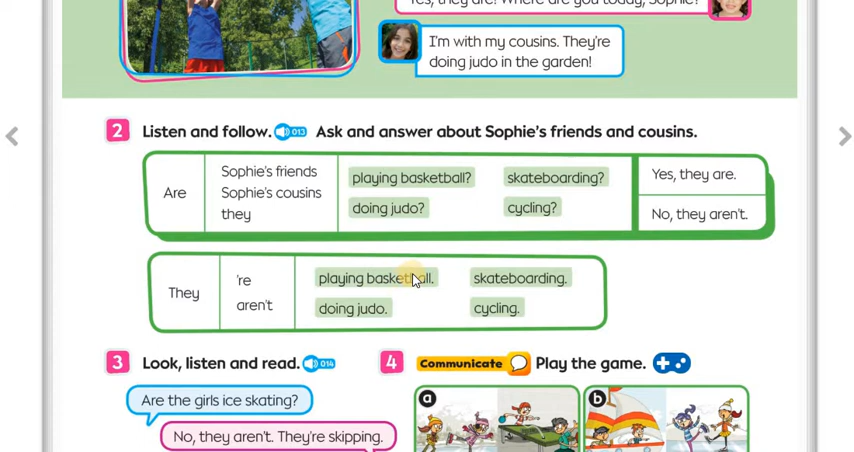 Yes, they are! Where are you today, Sophie?
I'm with my cousins. They're
doing judo in the garden!
2 Listen and follow. 013 Ask and answer about Sophie's friends and cousins.
Are
Sophie's friends
Sophie's cousins
they
playing basketball? skateboarding?
doing judo? cycling?
Yes, they are.
No, they aren't.
They
're
aren't
playing basketball. skateboarding.
doing judo. cycling.
3 Look, listen and read. 014
Are the girls ice skating?
No, they aren't. They're skipping.
4 Communicate Play the game.
a
b